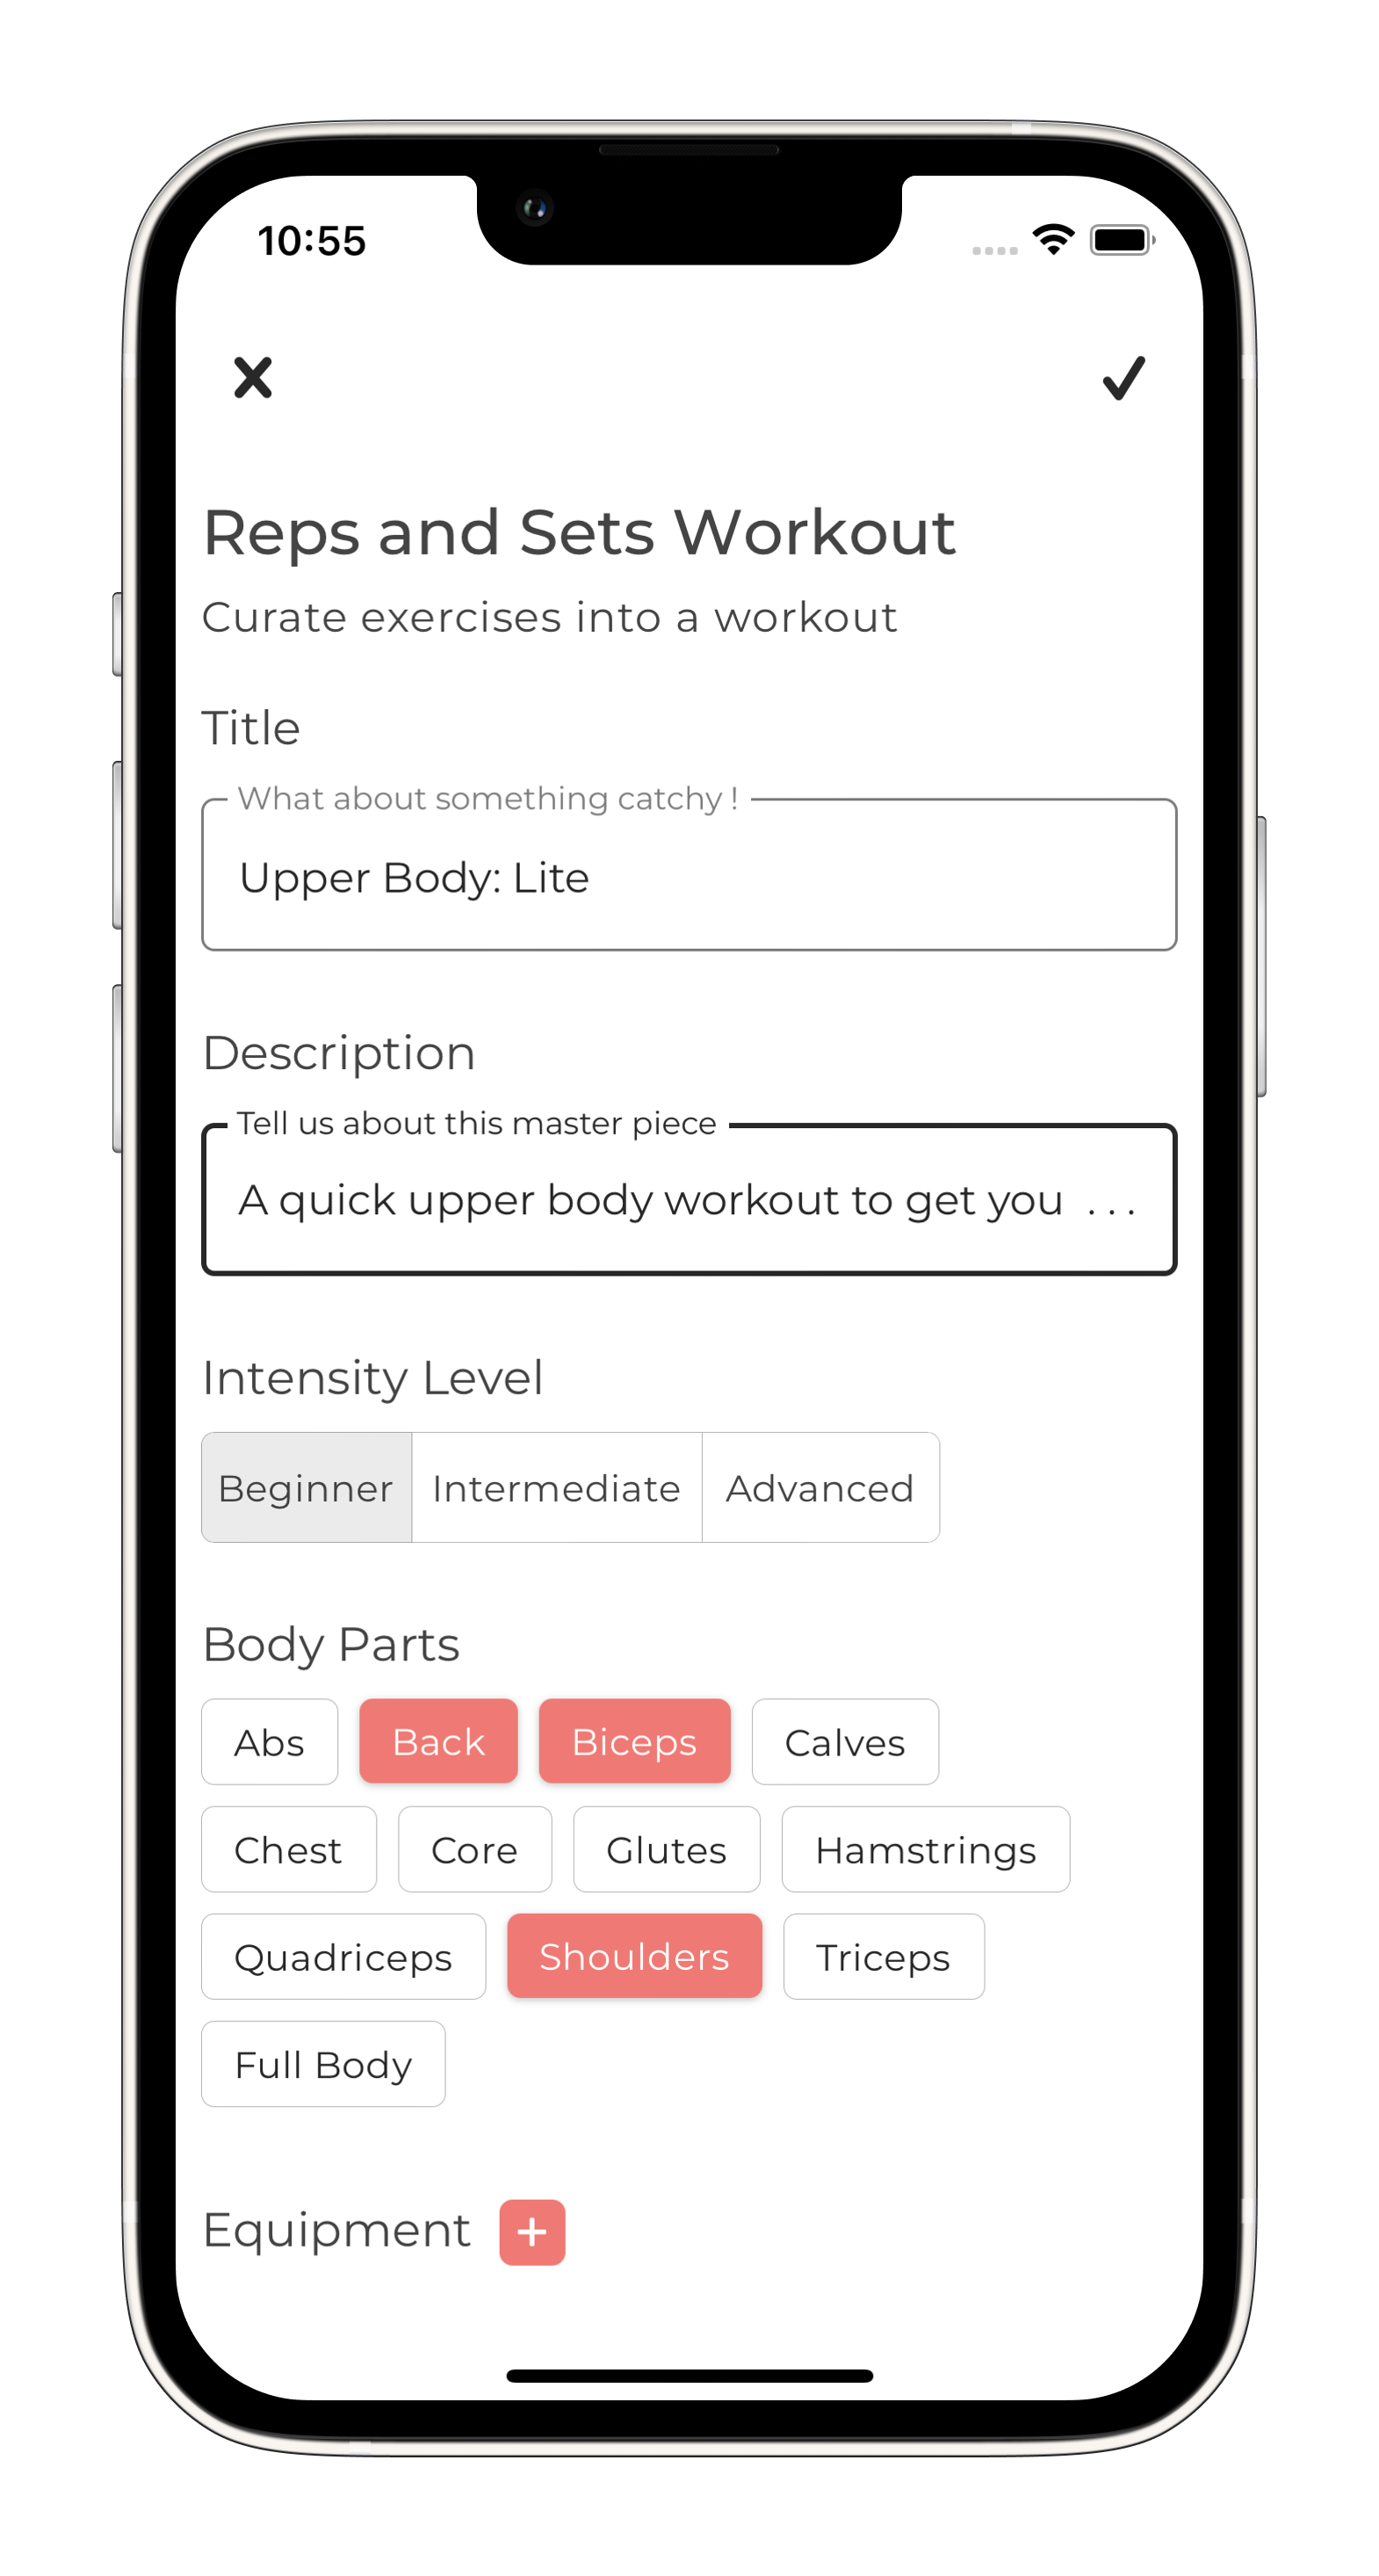 10:55
Reps and Sets Workout
Curate exercises into a workout
Title
What about something catchy !
Upper Body: Lite
Description
Tell us about this master piece
A quick upper body workout to get you ...
Intensity Level
Beginner Intermediate Advanced
Body Parts
Abs Back Biceps Calves
Chest Core Glutes Hamstrings
Quadriceps Shoulders Triceps
Full Body
Equipment +